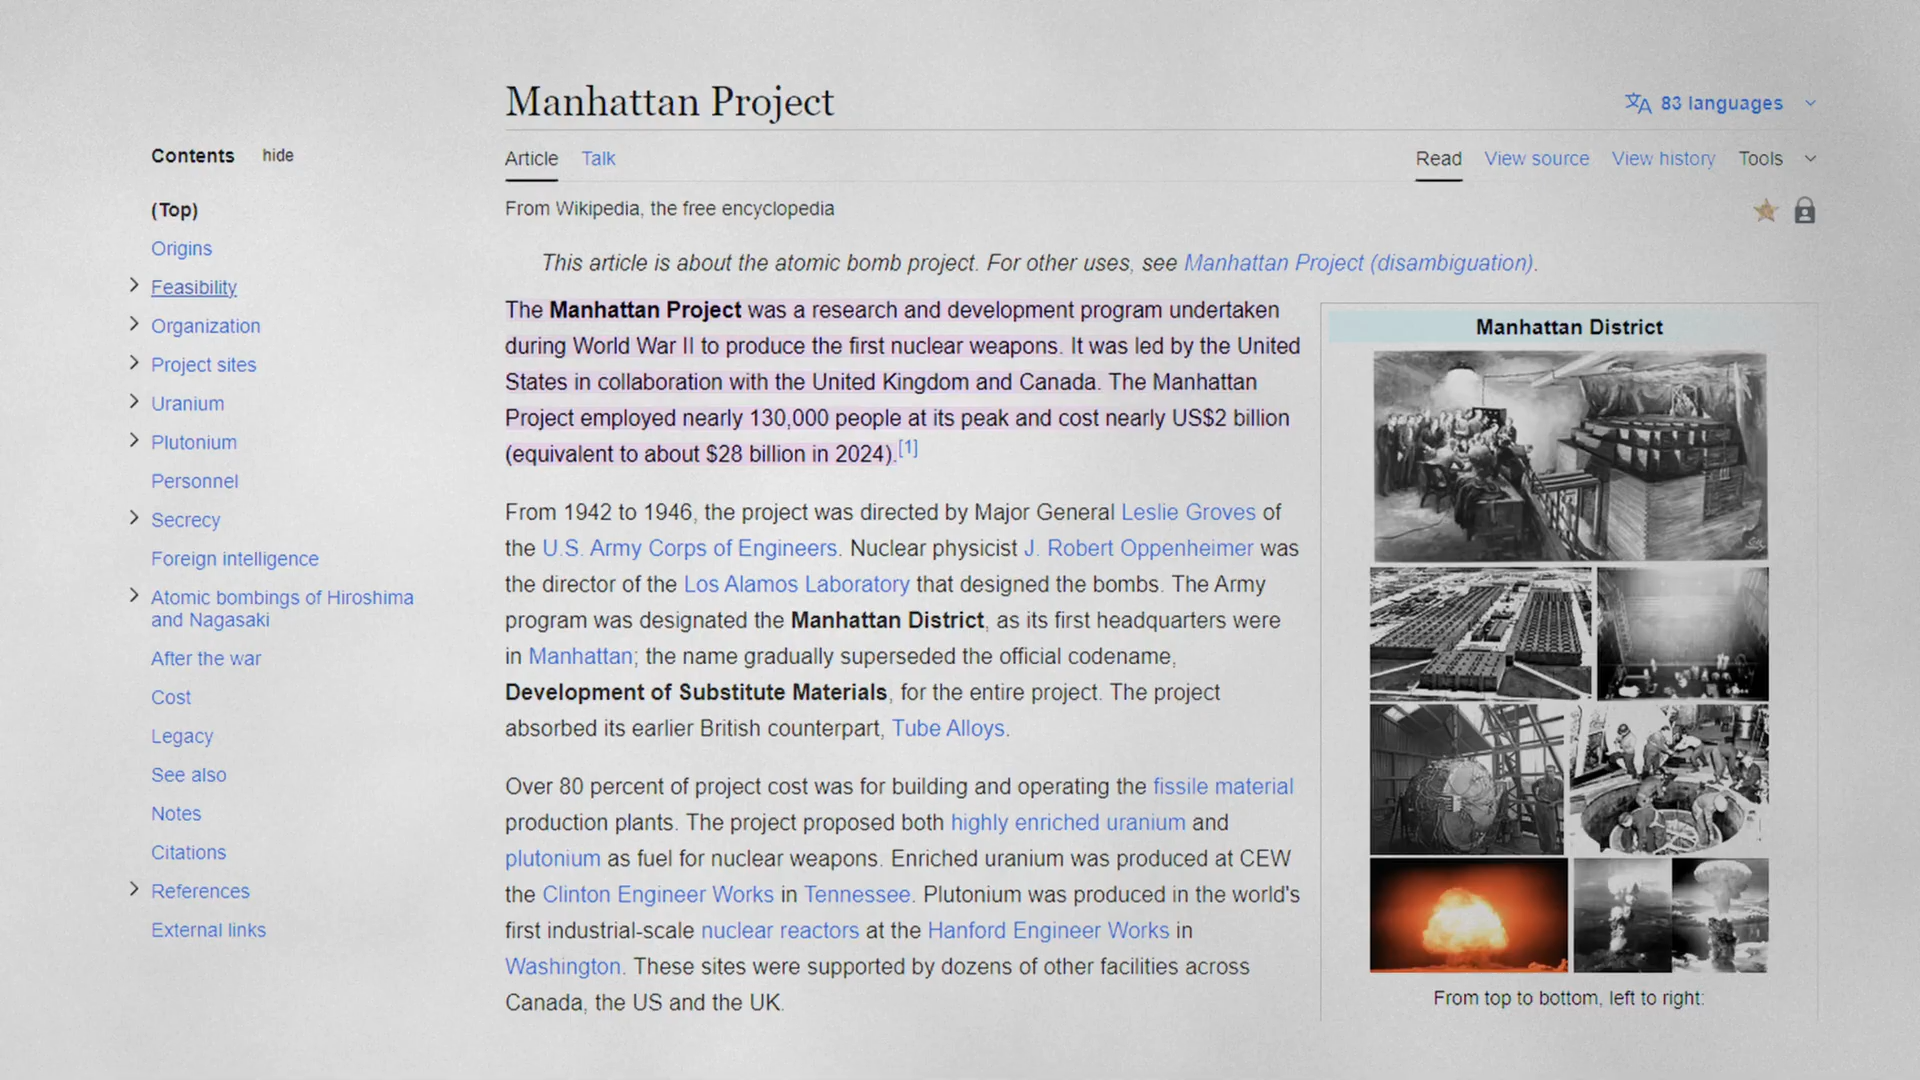 Manhattan Project
83 languages
Contents hide
Article Talk
Read View source View history Tools
From Wikipedia, the free encyclopedia
(Top)
Origins
Feasibility
Organization
Project sites
Uranium
Plutonium
Personnel
Secrecy
Foreign intelligence
Atomic bombings of Hiroshima
and Nagasaki
After the war
Cost
Legacy
See also
Notes
Citations
References
External links
This article is about the atomic bomb project. For other uses, see Manhattan Project (disambiguation).
The Manhattan Project was a research and development program undertaken
during World War II to produce the first nuclear weapons. It was led by the United
States in collaboration with the United Kingdom and Canada. The Manhattan
Project employed nearly 130,000 people at its peak and cost nearly US$2 billion
(equivalent to about $28 billion in 2024).[1]
From 1942 to 1946, the project was directed by Major General Leslie Groves of
the U.S. Army Corps of Engineers. Nuclear physicist J. Robert Oppenheimer was
the director of the Los Alamos Laboratory that designed the bombs. The Army
program was designated the Manhattan District, as its first headquarters were
in Manhattan; the name gradually superseded the official codename,
Development of Substitute Materials, for the entire project. The project
absorbed its earlier British counterpart, Tube Alloys.
Over 80 percent of project cost was for building and operating the fissile material
production plants. The project proposed both highly enriched uranium and
plutonium as fuel for nuclear weapons. Enriched uranium was produced at CEW
the Clinton Engineer Works in Tennessee. Plutonium was produced in the world's
first industrial-scale nuclear reactors at the Hanford Engineer Works in
Washington. These sites were supported by dozens of other facilities across
Canada, the US and the UK.
Manhattan District
From top to bottom, left to right: